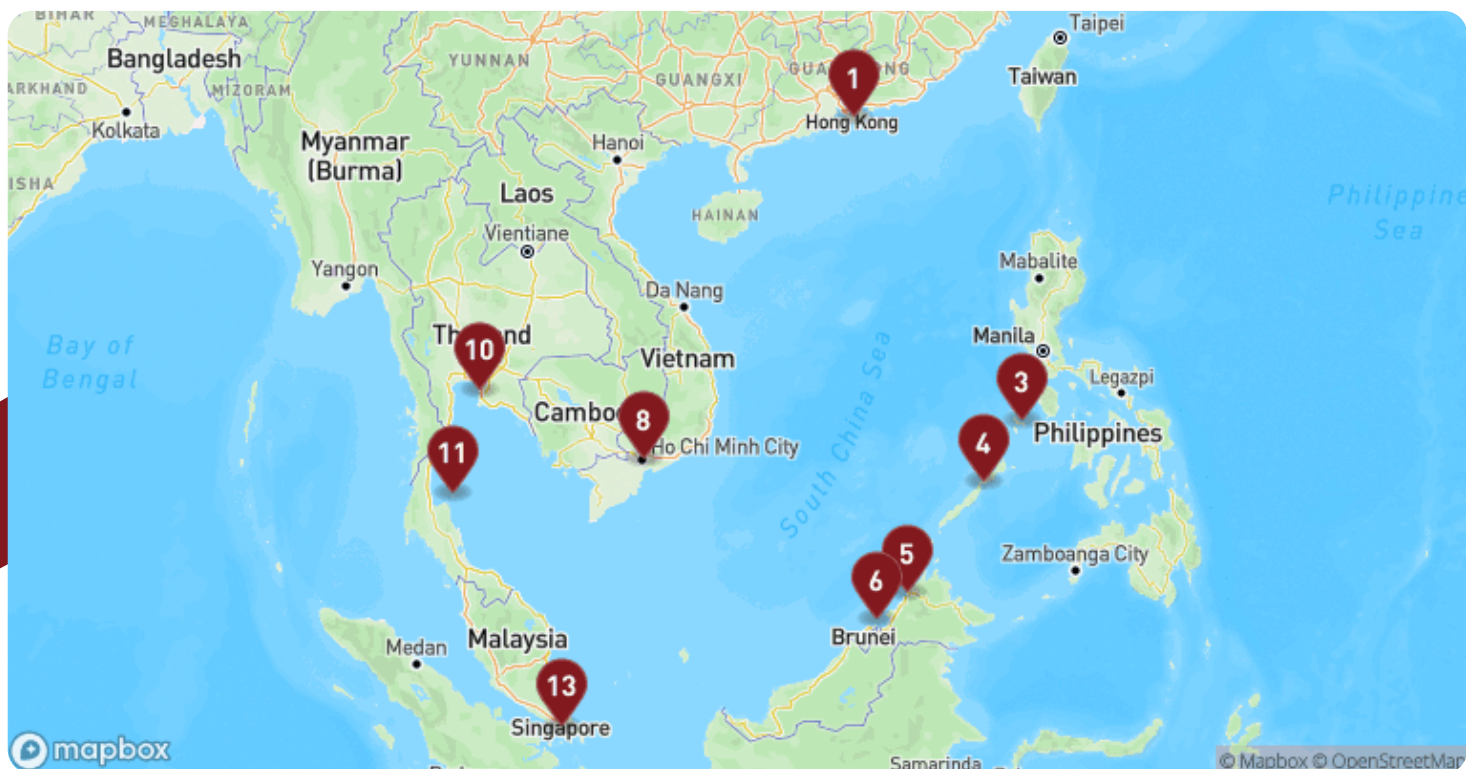 BIHAR
MEGHALAYA
Bangladesh
ARKHAND
MIZORAM
Kolkata
ISHA
Myanmar
(Burma)
YUNNAN
GUANGXI
1
Hong Kong
Taipei
Taiwan
Hanoi
Laos
HAINAN
Vientiane
Yangon
Da Nang
Philippine
Sea
Mabalite
Manila
Bay of
Bengal
10
Vietnam
South China Sea
3
Legazpi
Philippines
8
Ho Chi Minh City
4
11
Zamboanga City
5
6
Brunei
Medan
Malaysia
13
Singapore
mapbox
Samarinda
© Mapbox © OpenStreetMap